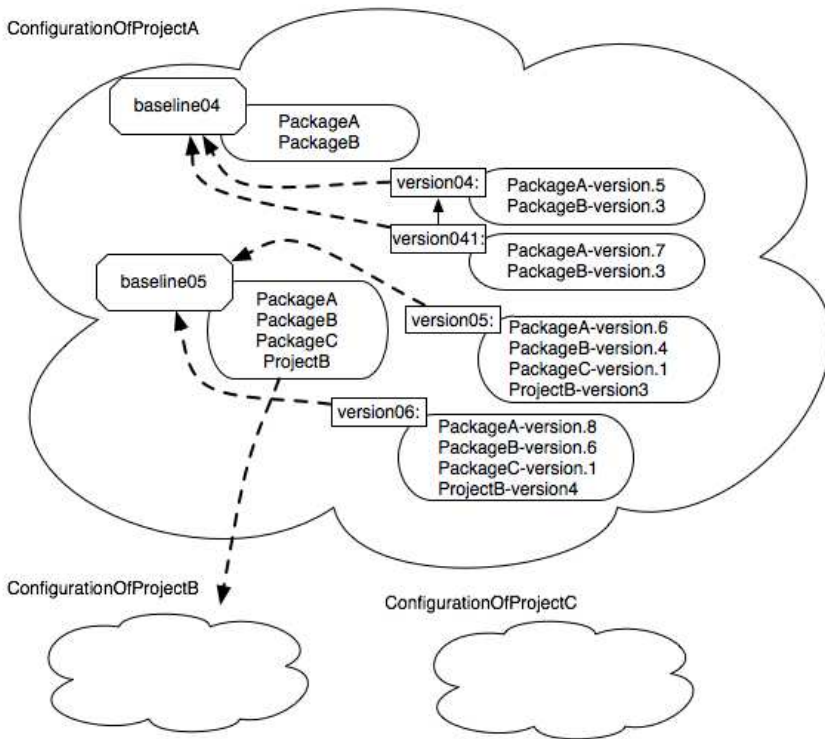 ConfigurationOfProjectA
baseline04
PackageA
PackageB
version04:
PackageA-version.5
PackageB-version.3
version041:
PackageA-version.7
PackageB-version.3
baseline05
PackageA
PackageB
PackageC
ProjectB
version05:
PackageA-version.6
PackageB-version.4
PackageC-version.1
ProjectB-version3
version06:
PackageA-version.8
PackageB-version.6
PackageC-version.1
ProjectB-version4
ConfigurationOfProjectB
ConfigurationOfProjectC